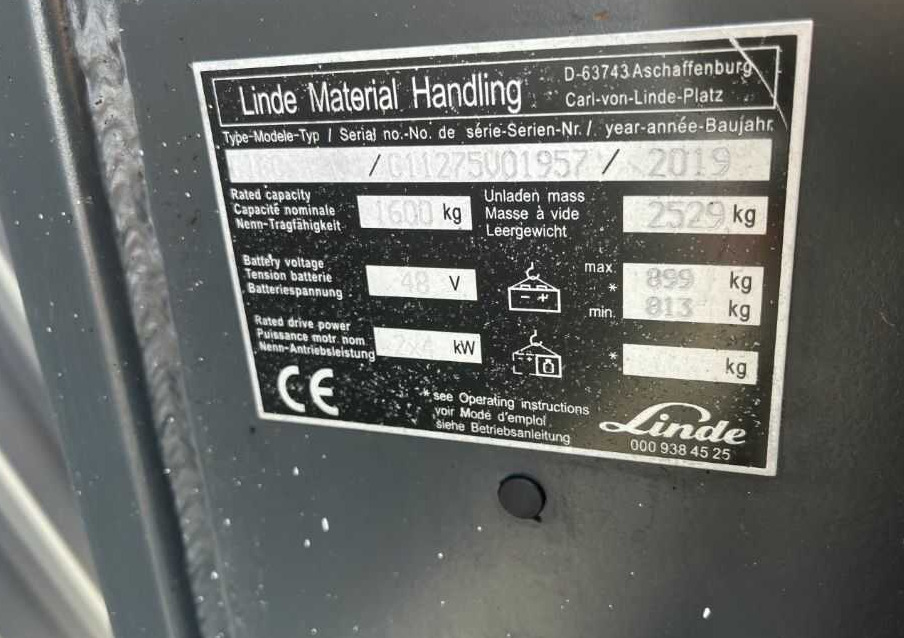 Linde Material Handling
D-63743 Aschaffenburg
Carl-von-Linde-Platz
Type-Modele-Typ / Serial no.-No. de série-Serien-Nr. / year-année-Baujahr
/ G11275V01957 / 2019
Rated capacity
Capacité nominale
Nenn-Tragfähigkeit
1600 kg
Unladen mass
Masse à vide
Leergewicht
2529 kg
Battery voltage
Tension batterie
Batteriespannung
48 V
- +
max.
*
min.
899 kg
813 kg
Rated drive power
Puissance motr. nom.
Nenn-Antriebsleistung
kW
*
kg
CE
* see Operating instructions
voir Mode d'emploi
siehe Betriebsanleitung
Linde
000 938 45 25